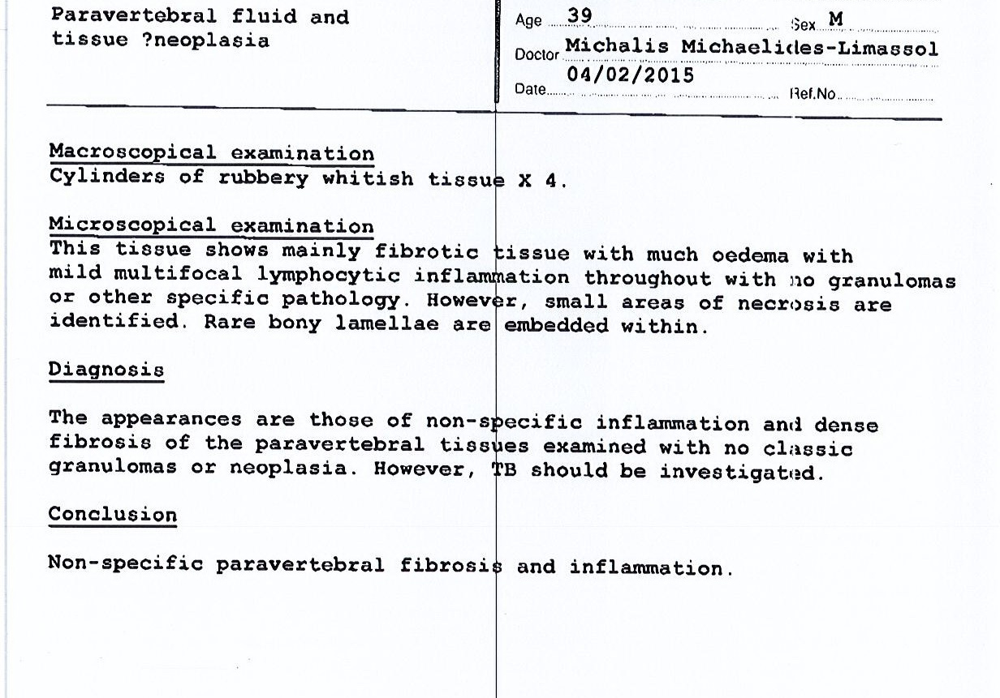 Paravertebral fluid and
tissue ?neoplasia
Age 39 Sex M
Doctor Michalis Michaelides-Limassol
Date 04/02/2015 Ref.No
Macroscopical examination
Cylinders of rubbery whitish tissue X 4.
Microscopical examination
This tissue shows mainly fibrotic tissue with much oedema with
mild multifocal lymphocytic inflammation throughout with no granulomas
or other specific pathology. However, small areas of necrosis are
identified. Rare bony lamellae are embedded within.
Diagnosis
The appearances are those of non-specific inflammation and dense
fibrosis of the paravertebral tissues examined with no classic
granulomas or neoplasia. However, TB should be investigated.
Conclusion
Non-specific paravertebral fibrosis and inflammation.